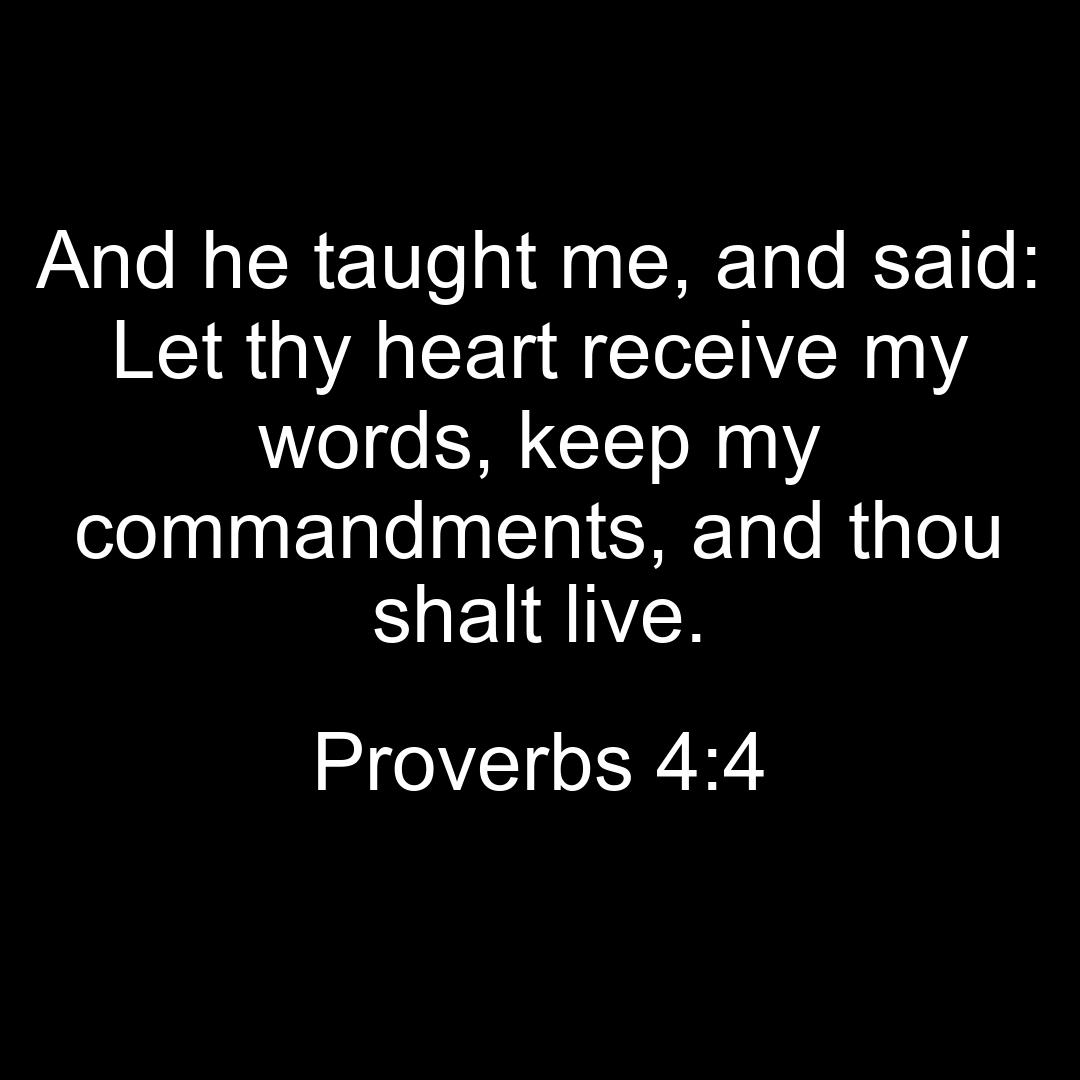 And he taught me, and said:
Let thy heart receive my
words, keep my
commandments, and thou
shalt live.
Proverbs 4:4